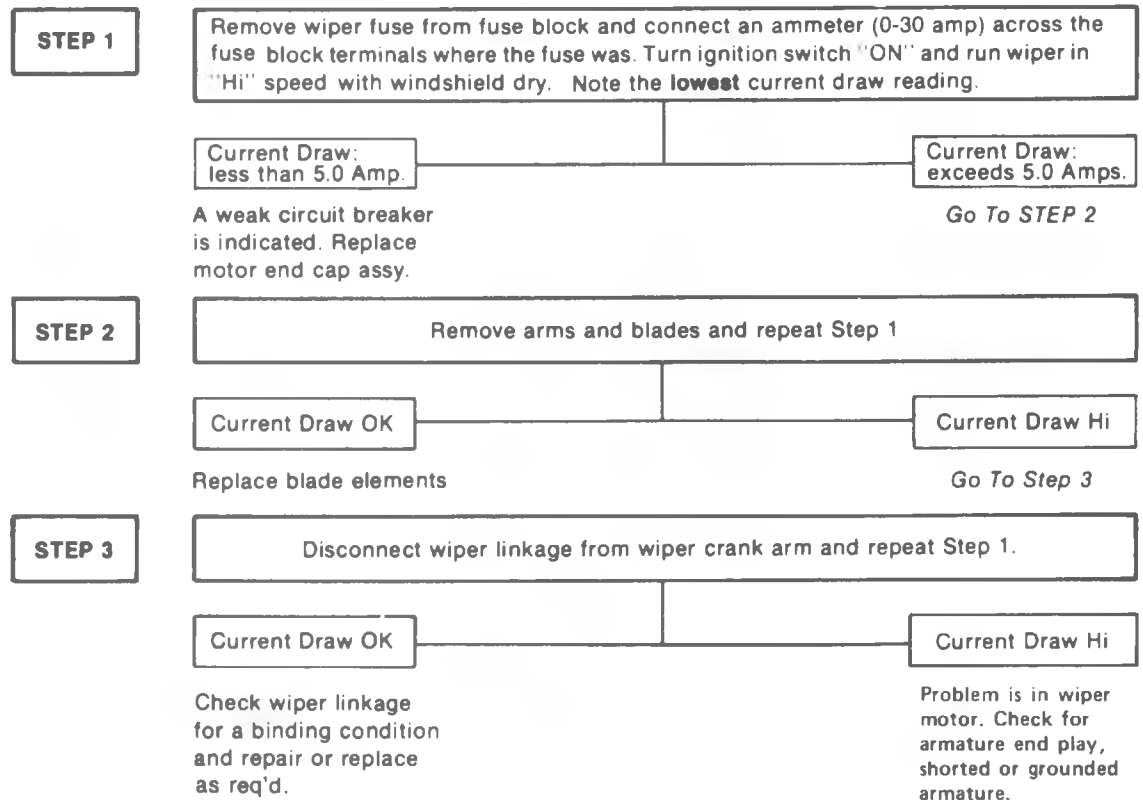 STEP 1
Remove wiper fuse from fuse block and connect an ammeter (0-30 amp) across the
fuse block terminals where the fuse was. Turn ignition switch "ON" and run wiper in
"Hi" speed with windshield dry. Note the lowest current draw reading.
Current Draw:
less than 5.0 Amp.
A weak circuit breaker
is indicated. Replace
motor end cap assy.
Current Draw:
exceeds 5.0 Amps.
Go To STEP 2
STEP 2
Remove arms and blades and repeat Step 1
Current Draw OK
Replace blade elements
Current Draw Hi
Go To Step 3
STEP 3
Disconnect wiper linkage from wiper crank arm and repeat Step 1.
Current Draw OK
Check wiper linkage
for a binding condition
and repair or replace
as req'd.
Current Draw Hi
Problem is in wiper
motor. Check for
armature end play,
shorted or grounded
armature.